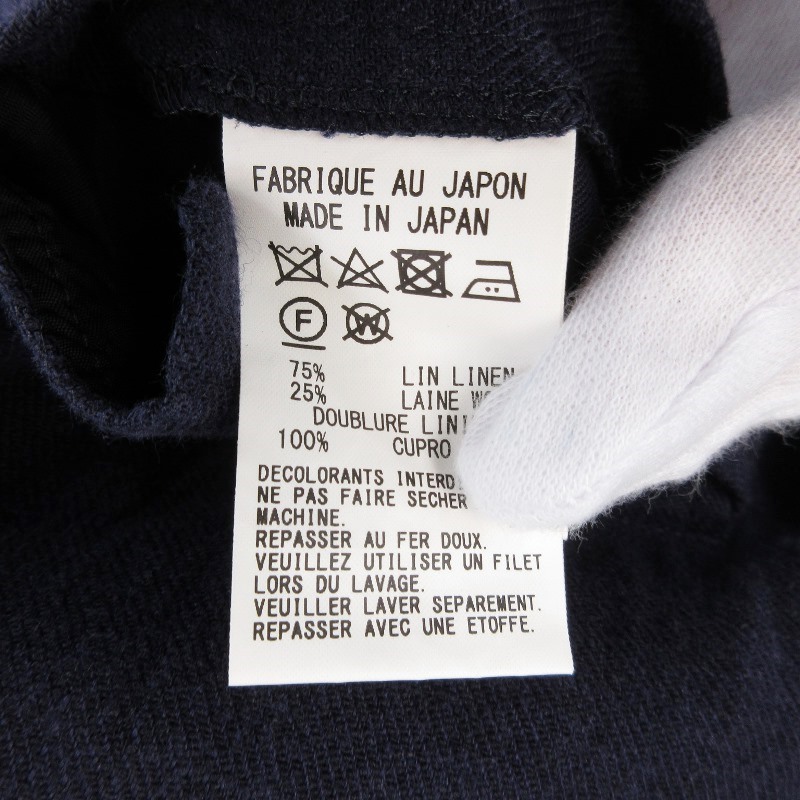 FABRIQUE AU JAPON
MADE IN JAPAN
F W
75% LIN LINEN
25% LAINE
DOUBLURE
100% CUPRO
DECOLORANTS
NE PAS FAIRE SECHER
MACHINE.
REPASSER AU FER DOUX.
VEUILLEZ UTILISER UN FILET
LORS DU LAVAGE.
VEUILLER LAVER SEPAREMENT.
REPASSER AVEC UNE ETOFFE.